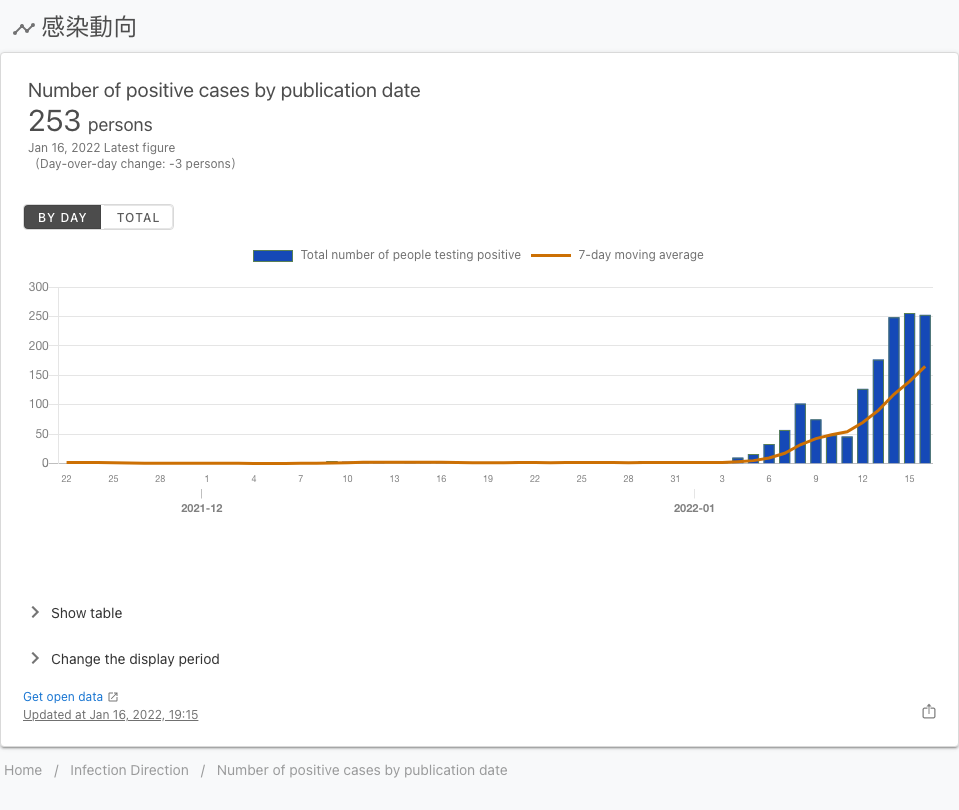 感染動向
Number of positive cases by publication date
253 persons
Jan 16, 2022 Latest figure
(Day-over-day change: -3 persons)
BY DAY TOTAL
Total number of people testing positive 7-day moving average
300
250
200
150
100
50
0
22 25 28 1 4 7 10 13 16 19 22 25 28 31 3 6 9 12 15
2021-12 2022-01
Show table
Change the display period
Get open data
Updated at Jan 16, 2022, 19:15
Home / Infection Direction / Number of positive cases by publication date